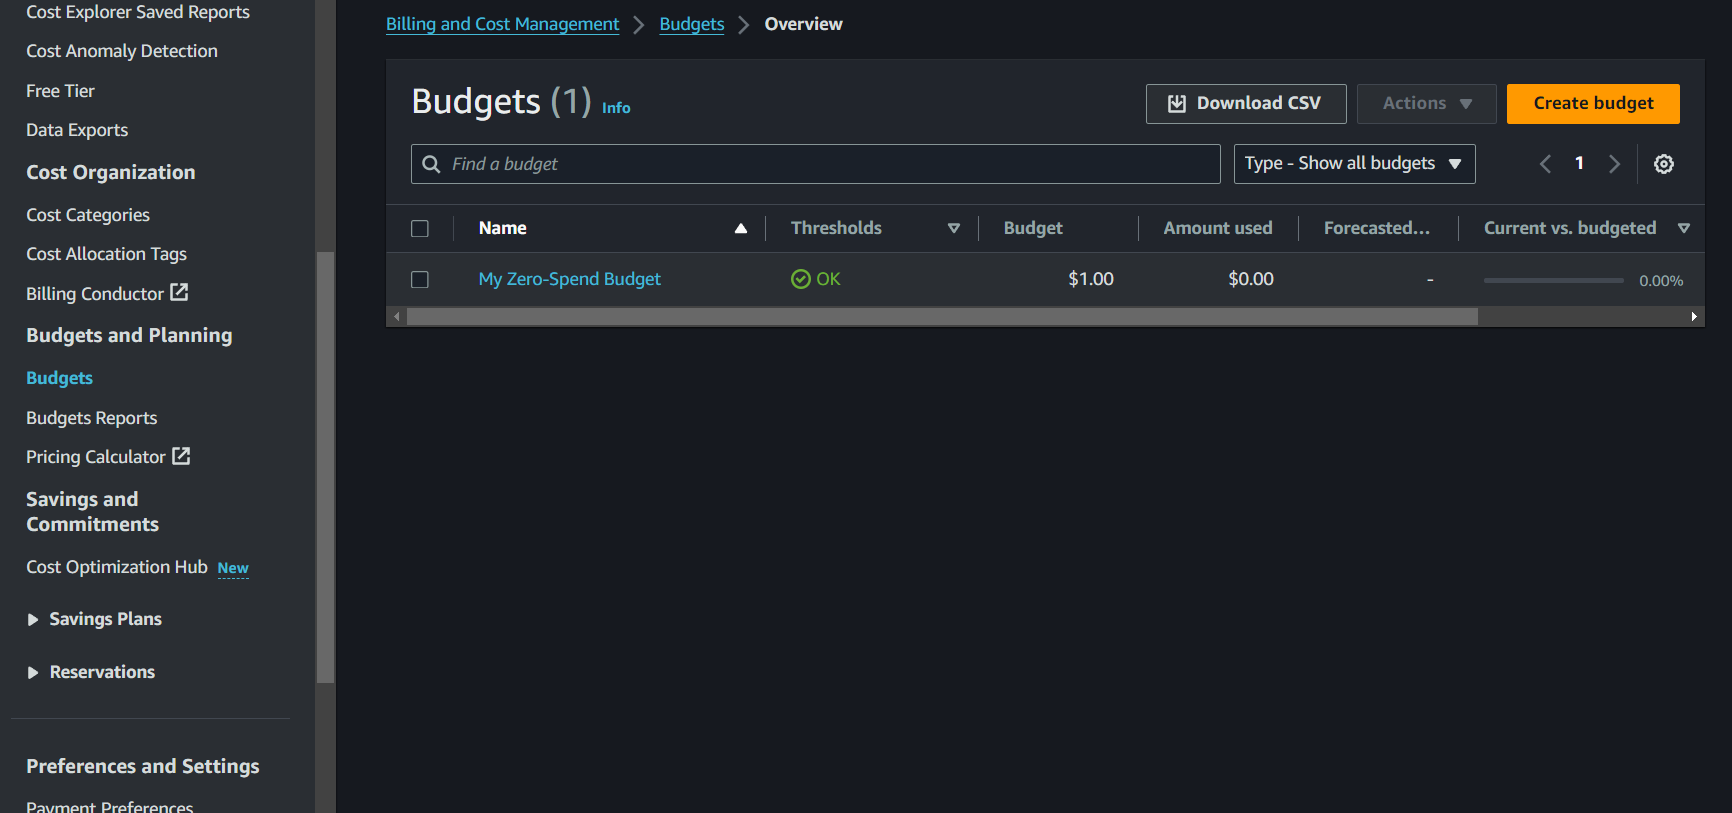 Cost Explorer Saved Reports
Cost Anomaly Detection
Free Tier
Data Exports
Cost Organization
Cost Categories
Cost Allocation Tags
Billing Conductor
Budgets and Planning
Budgets
Budgets Reports
Pricing Calculator
Savings and
Commitments
Cost Optimization Hub New
Savings Plans
Reservations
Preferences and Settings
Payment Preferences
Billing and Cost Management > Budgets > Overview
Budgets (1) Info
Download CSV Actions Create budget
Find a budget Type - Show all budgets 1
Name Thresholds Budget Amount used Forecasted... Current vs. budgeted
My Zero-Spend Budget OK $1.00 $0.00 - 0.00%